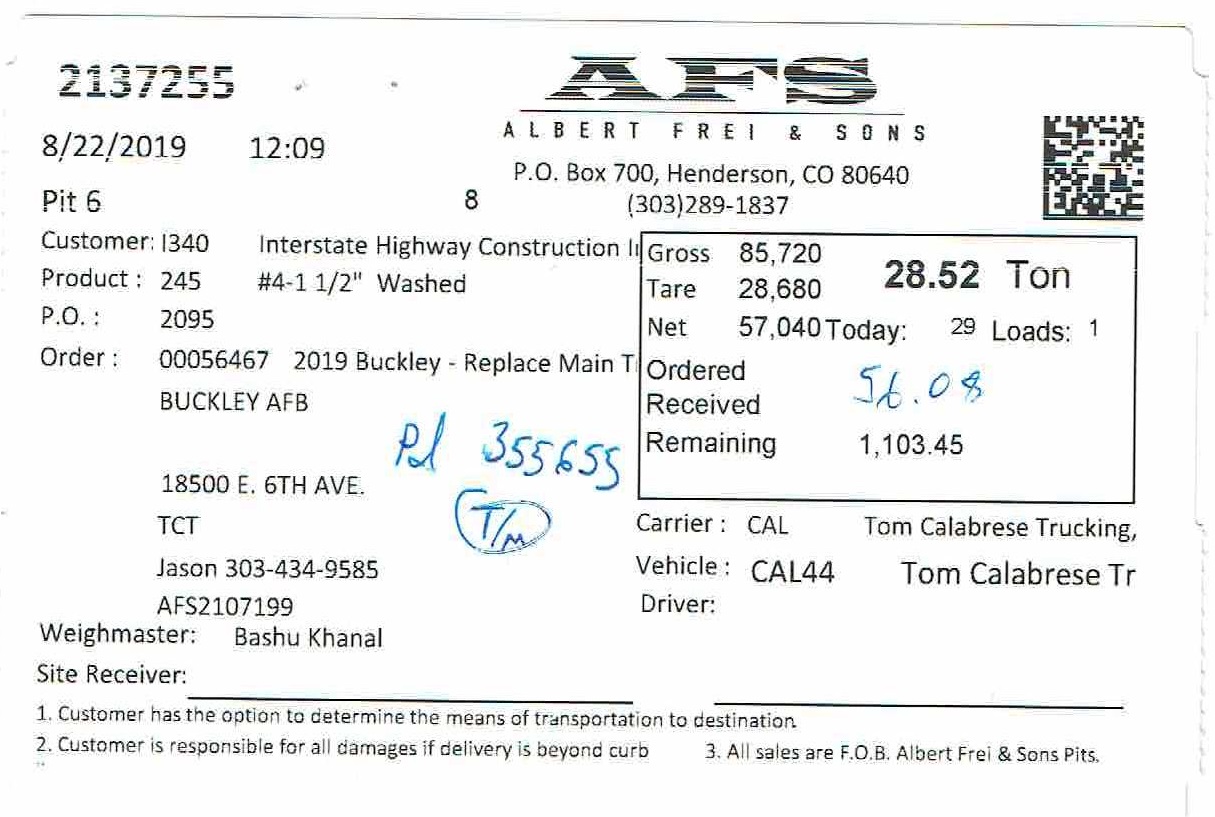 2137255
AFS
ALBERT FREI & SONS
8/22/2019 12:09
P.O. Box 700, Henderson, CO 80640
Pit 6 8 (303)289-1837
Customer: I340 Interstate Highway Construction I
Product : 245 #4-1 1/2" Washed
P.O. : 2095
Order : 00056467 2019 Buckley - Replace Main T
BUCKLEY AFB
18500 E. 6TH AVE.
TCT
Jason 303-434-9585
AFS2107199
Pd 355655
T/M
Gross 85,720 28.52 Ton
Tare 28,680
Net 57,040 Today: 29 Loads: 1
Ordered 56.08
Received
Remaining 1,103.45
Carrier : CAL Tom Calabrese Trucking,
Vehicle : CAL44 Tom Calabrese Tr
Driver:
Weighmaster: Bashu Khanal
Site Receiver:
1. Customer has the option to determine the means of transportation to destination
2. Customer is responsible for all damages if delivery is beyond curb 3. All sales are F.O.B. Albert Frei & Sons Pits.